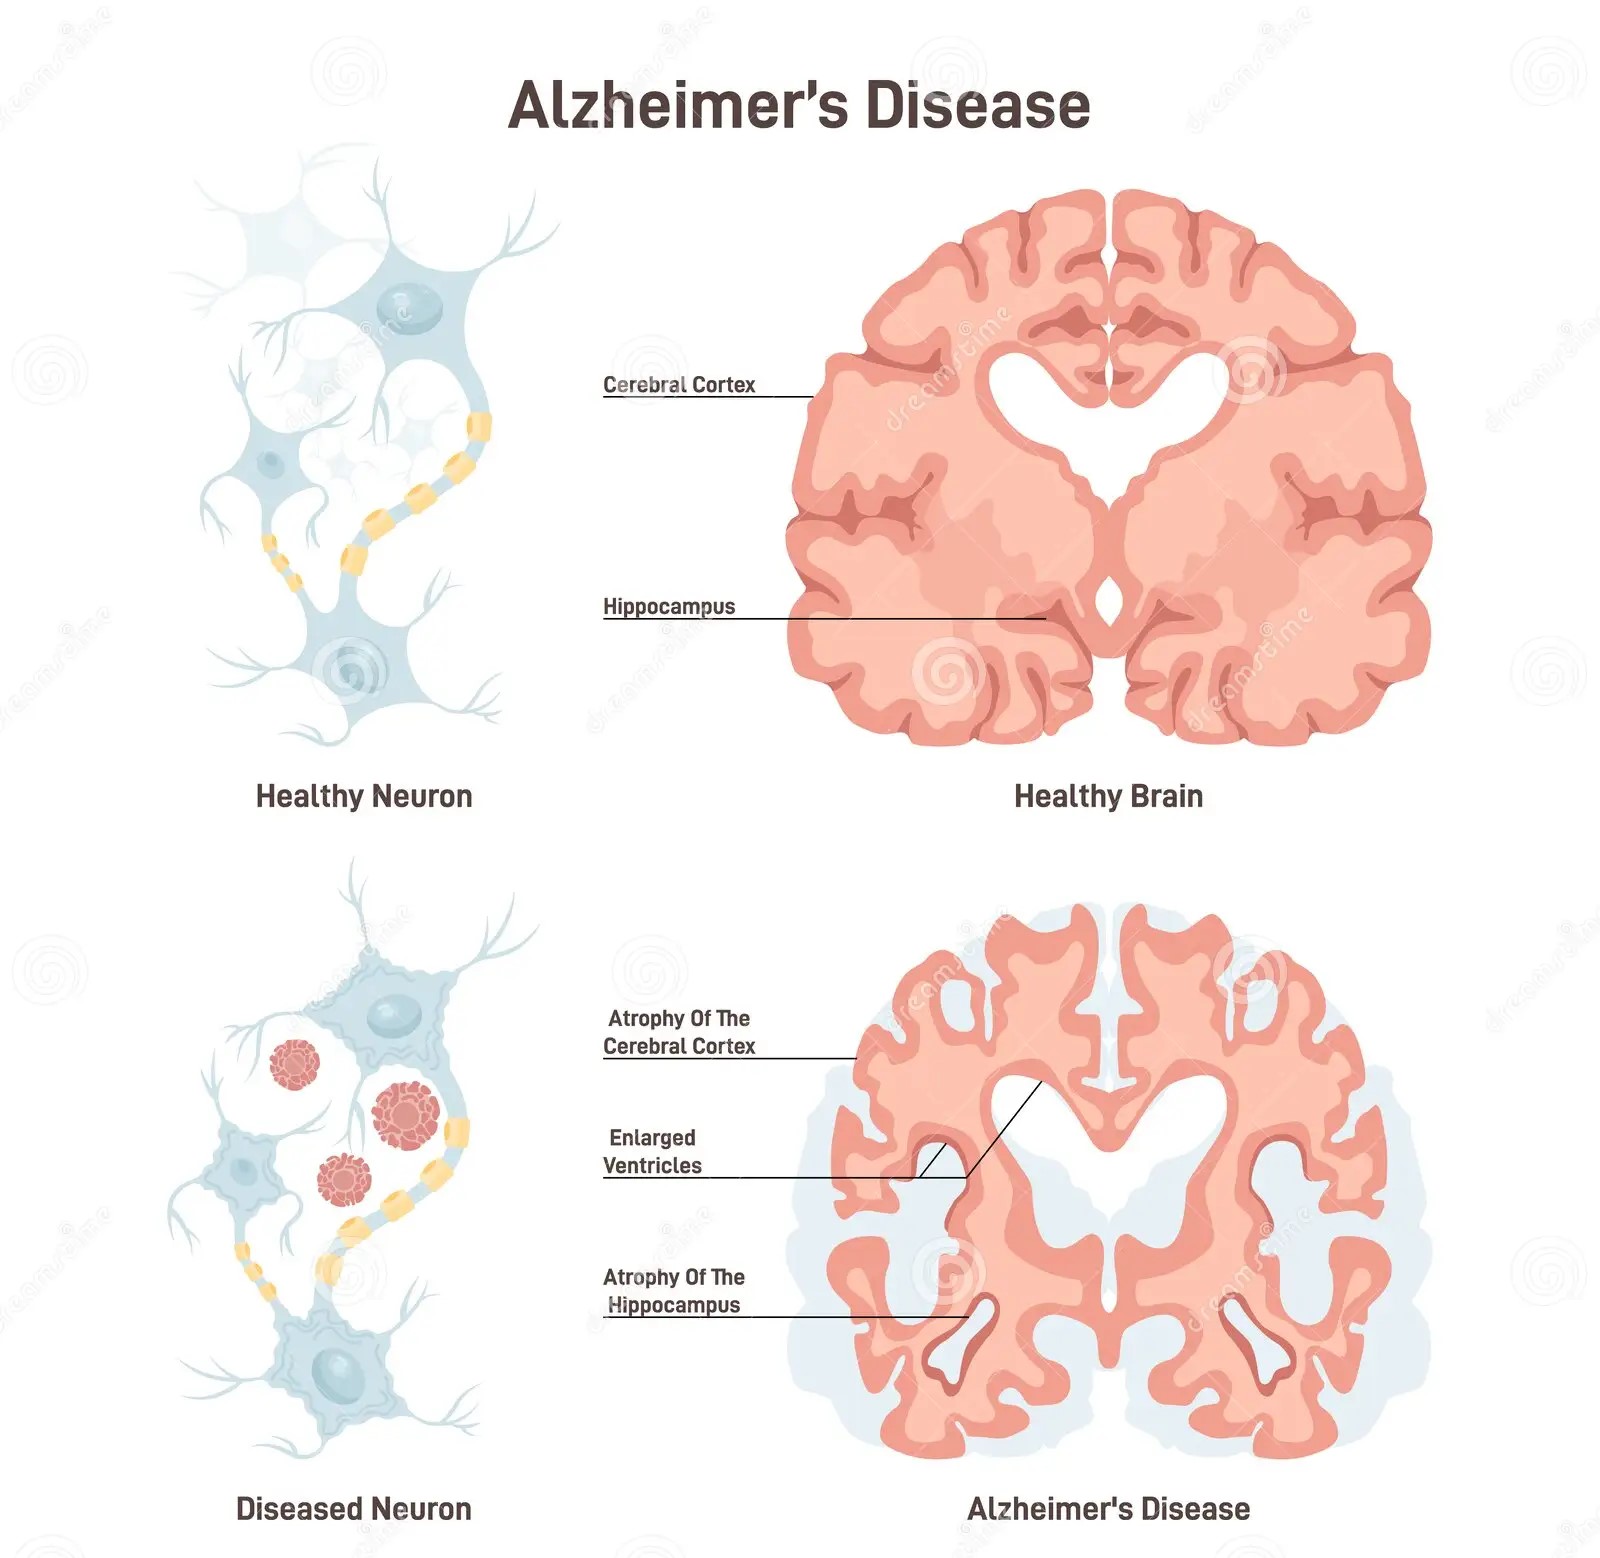 Alzheimer's Disease
Cerebral Cortex
Hippocampus
Healthy Neuron
Healthy Brain
Atrophy Of The
Cerebral Cortex
Enlarged
Ventricles
Atrophy Of The
Hippocampus
Diseased Neuron
Alzheimer's Disease
dreamstime